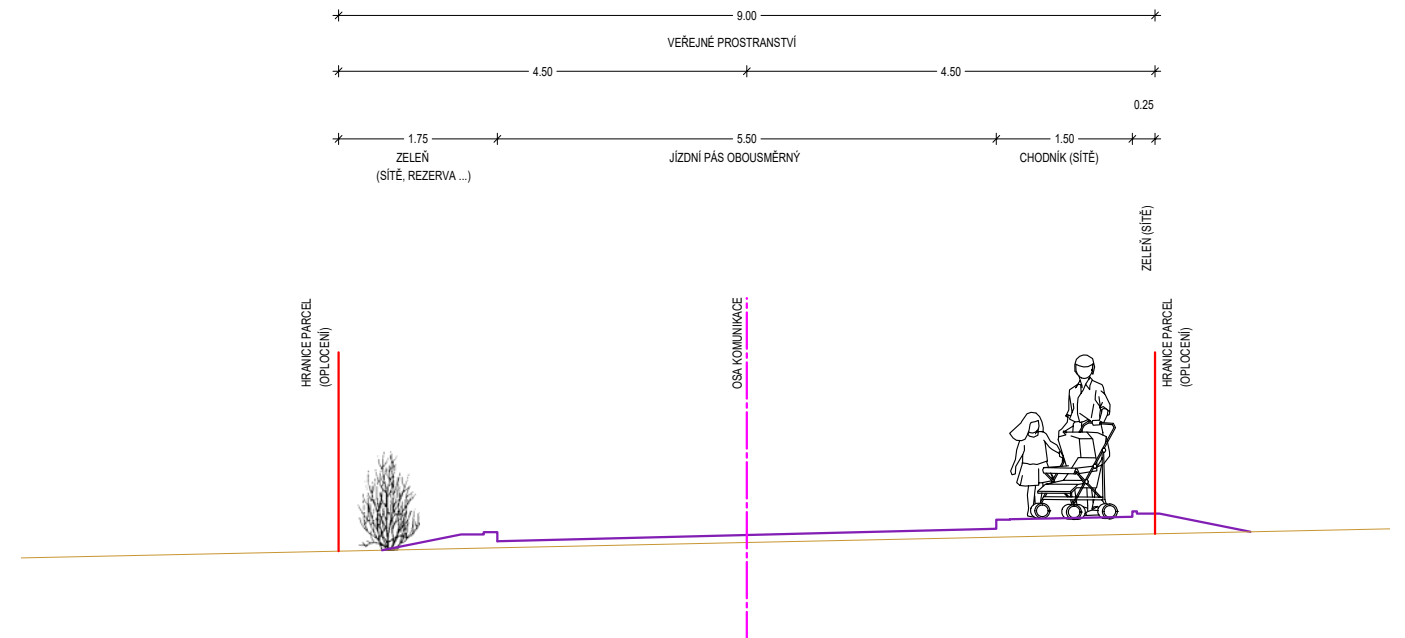 9.00
VEŘEJNÉ PROSTRANSTVÍ
4.50
4.50
0.25
1.75
5.50
1.50
ZELEŇ
(SÍTĚ, REZERVA ...)
JÍZDNÍ PÁS OBOUSMĚRNÝ
CHODNÍK (SÍTĚ)
ZELEŇ (SÍTĚ)
HRANICE PARCEL
(OPLOCENÍ)
OSA KOMUNIKACE
HRANICE PARCEL
(OPLOCENÍ)